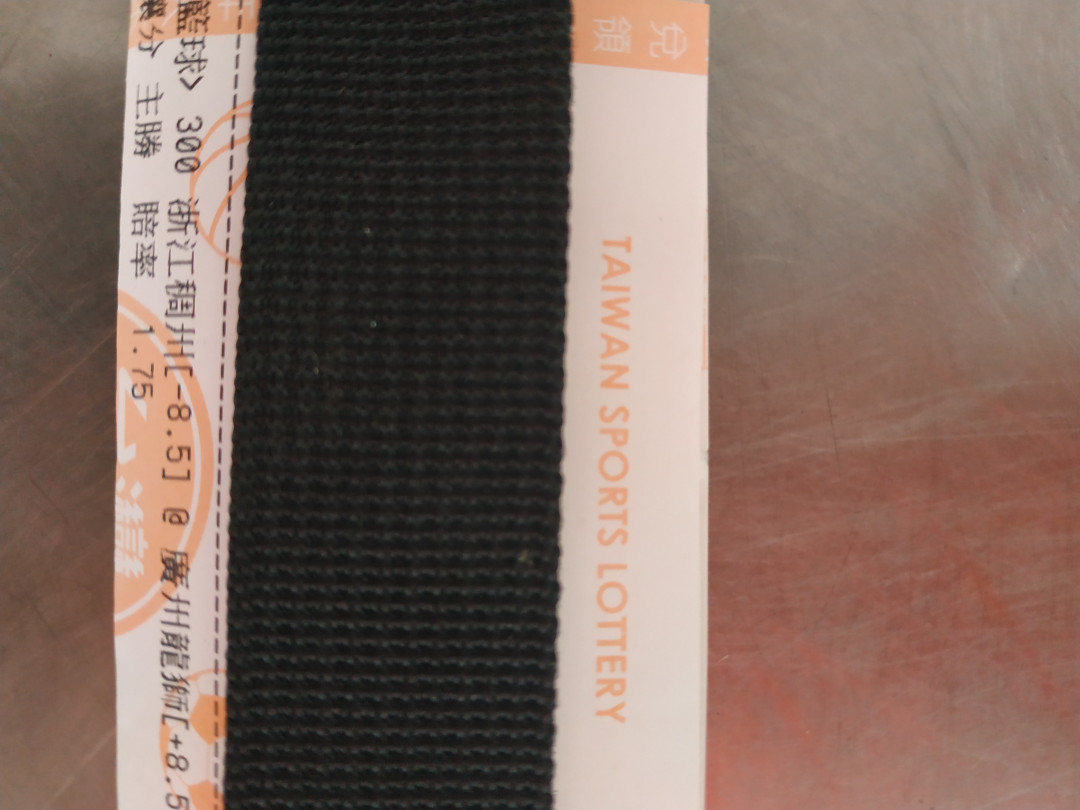 兌
領
TAIWAN SPORTS LOTTERY
籃球> 300 浙江稠州[-8.5] @ 廣州龍獅[+8.5
讓分 主勝 賠率 1.75